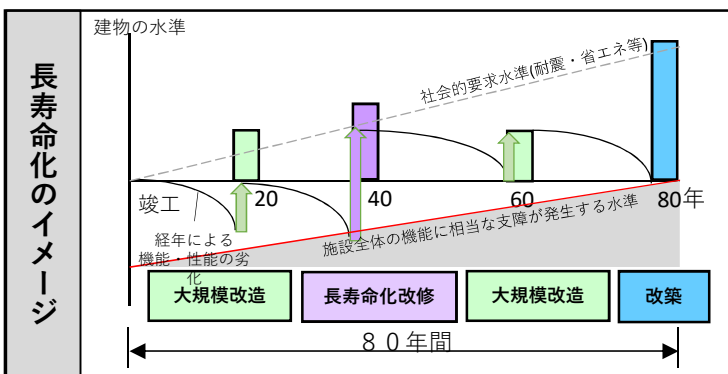 長寿命化のイメージ
建物の水準
社会的要求水準(耐震・省エネ等)
竣工
20
40
60
80年
経年による
機能・性能の劣
化
施設全体の機能に相当な支障が発生する水準
大規模改造
長寿命化改修
大規模改造
改築
８０年間